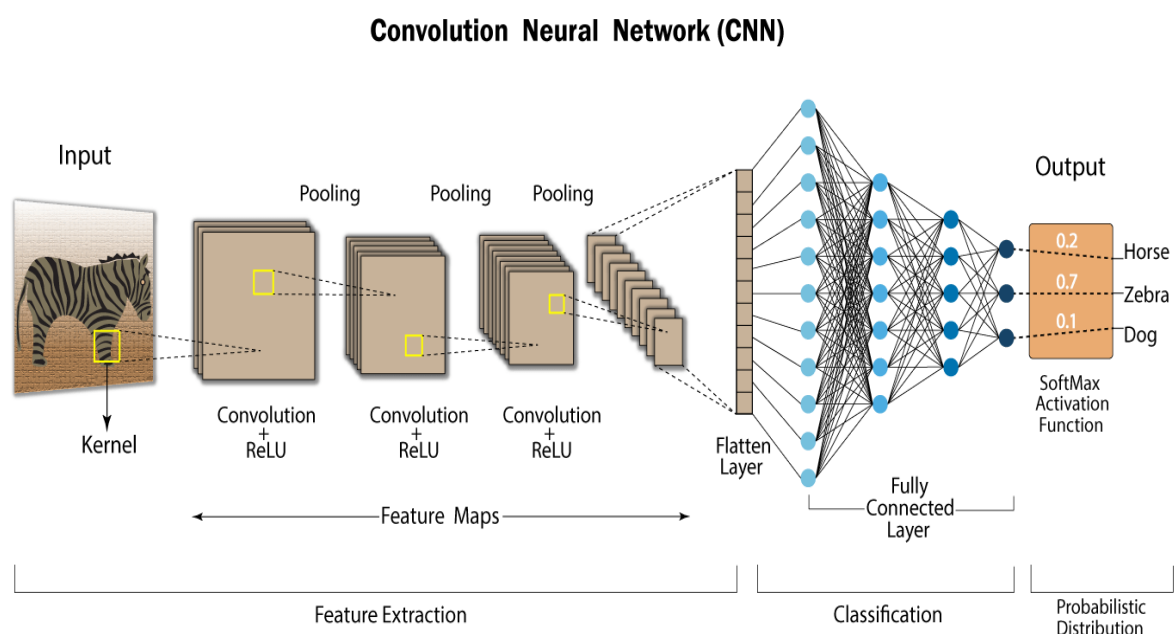 Convolution Neural Network (CNN)
Input
Output
Pooling
Pooling
Pooling
0.2
Horse
0.7
Zebra
0.1
Dog
Kernel
Convolution
+
ReLU
Convolution
+
ReLU
Convolution
+
ReLU
Flatten
Layer
SoftMax
Activation
Function
Fully
Connected
Layer
Feature Maps
Feature Extraction
Classification
Probabilistic
Distribution